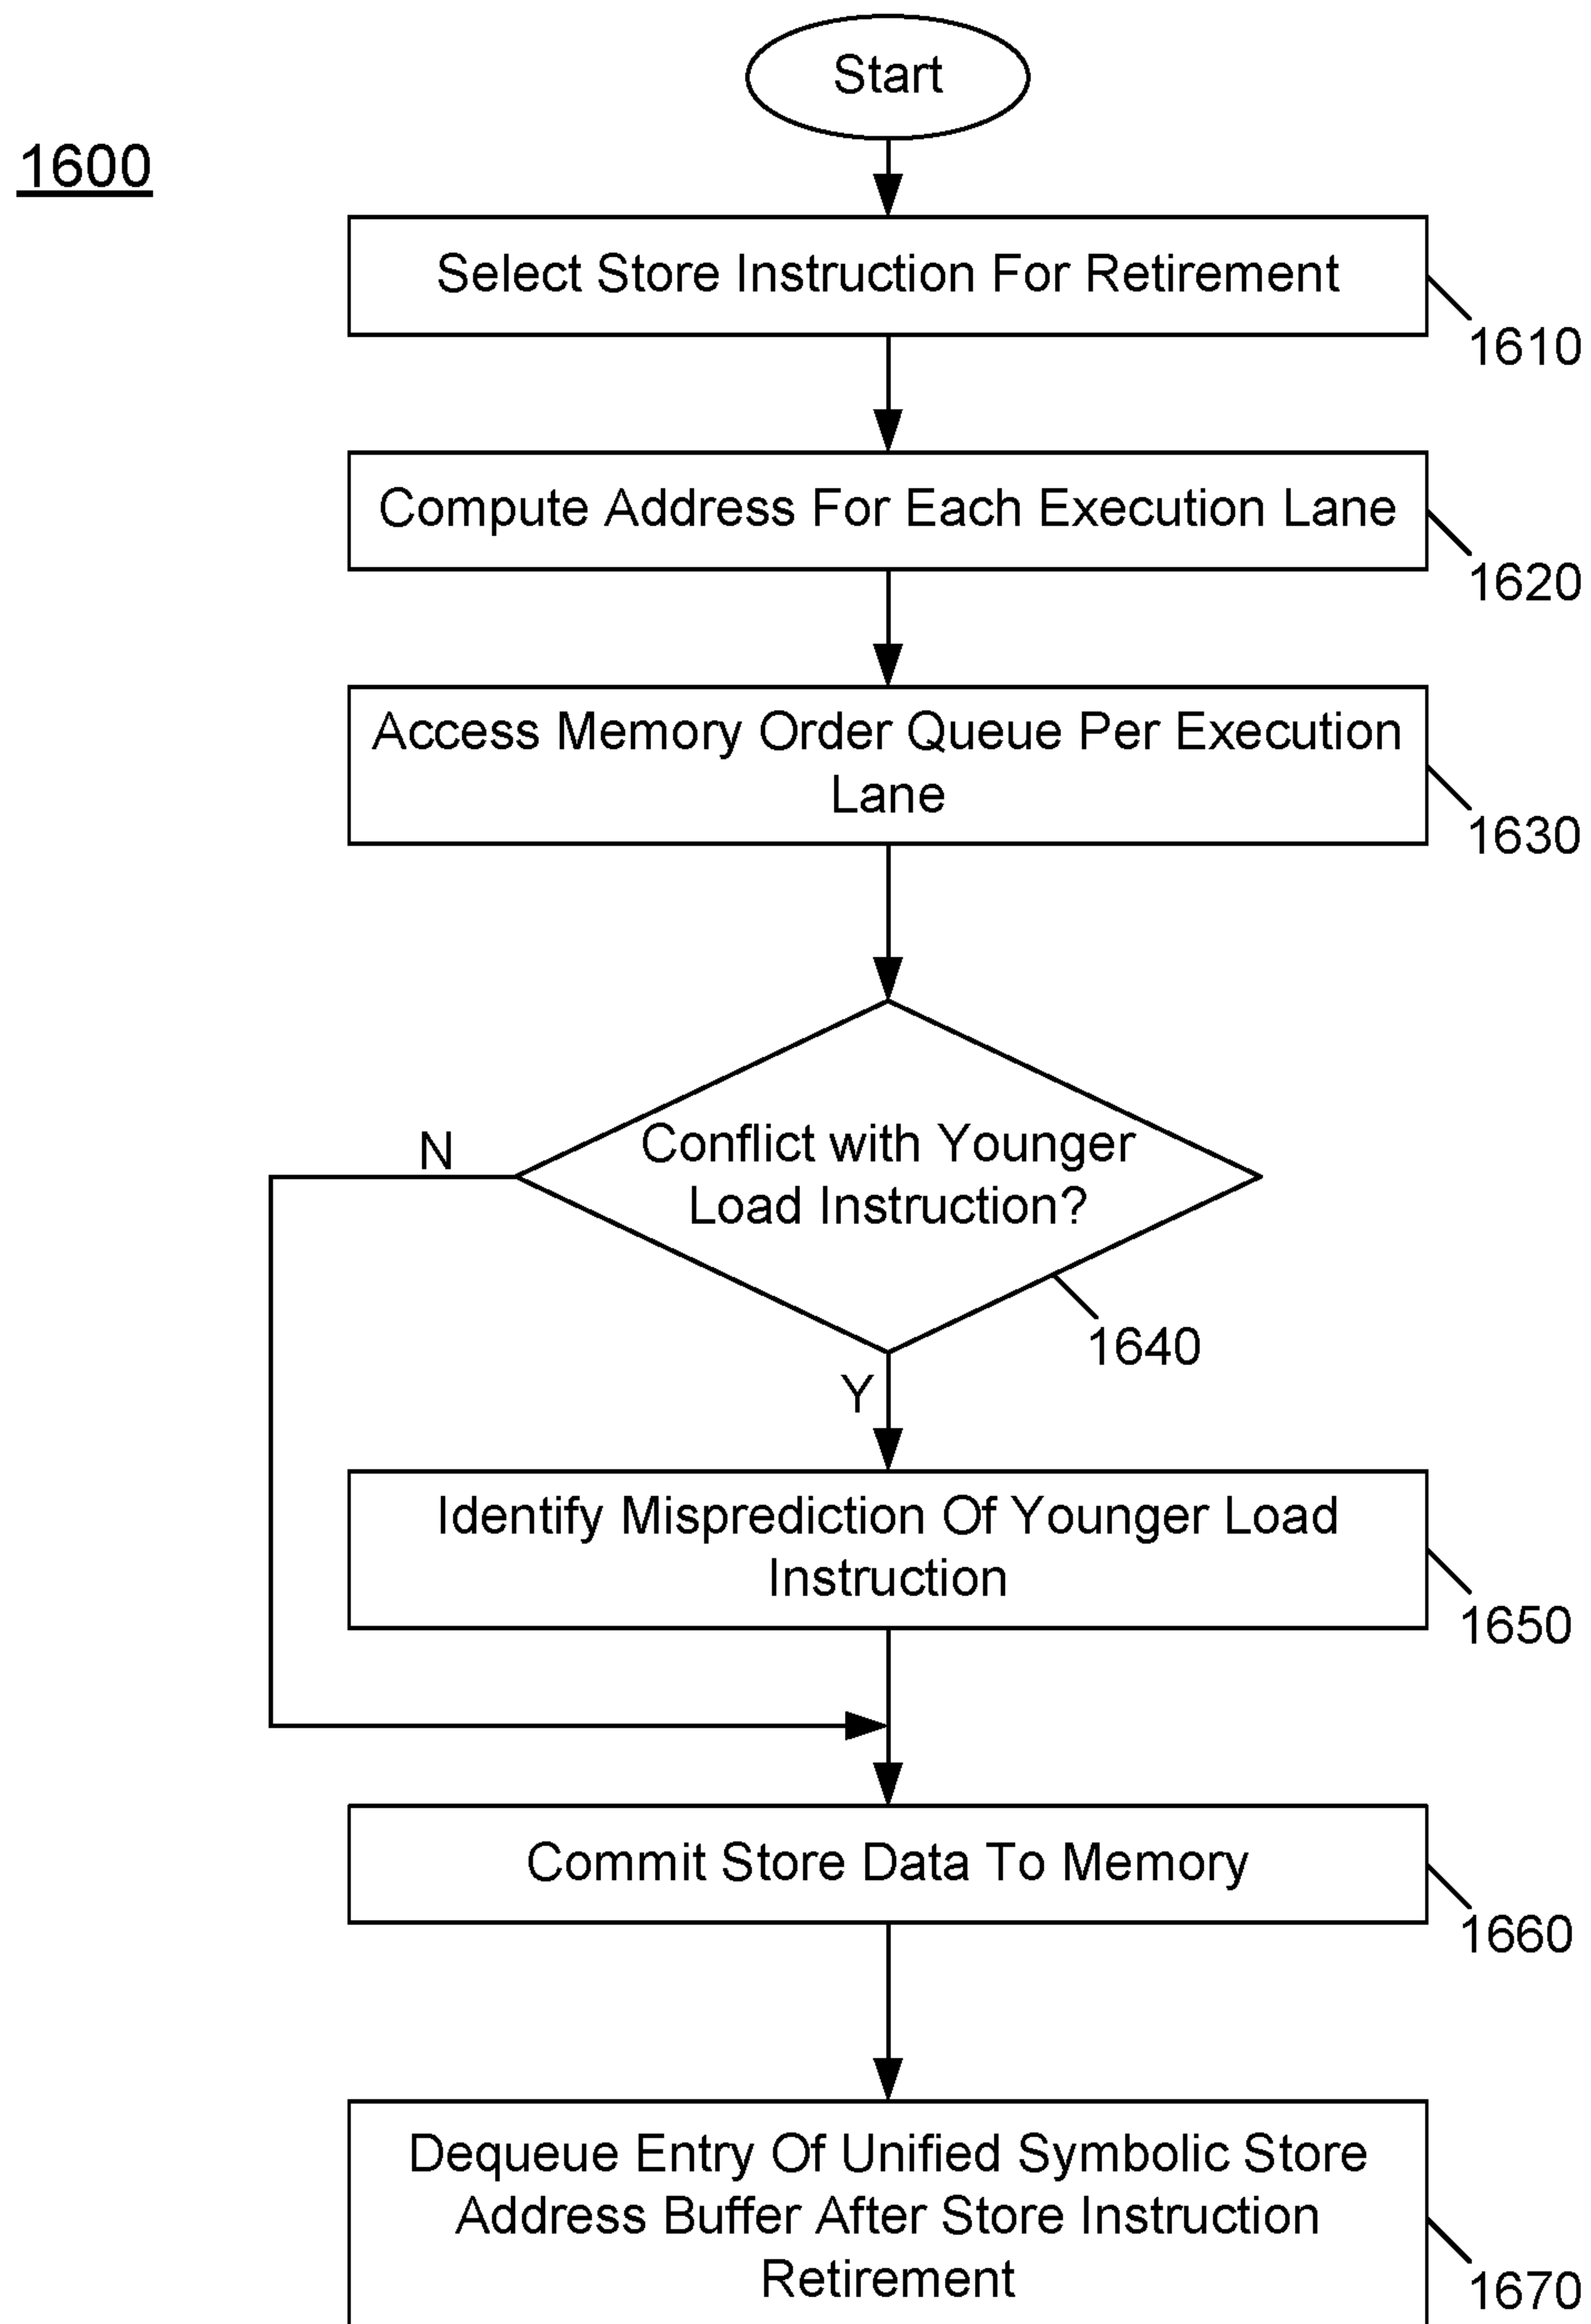 Start
1600
Select Store Instruction For Retirement
1610
Compute Address For Each Execution Lane
1620
Access Memory Order Queue Per Execution
Lane
1630
Conflict with Younger
Load Instruction?
N
1640
Y
Identify Misprediction Of Younger Load
Instruction
1650
Commit Store Data To Memory
1660
Dequeue Entry Of Unified Symbolic Store
Address Buffer After Store Instruction
Retirement
1670